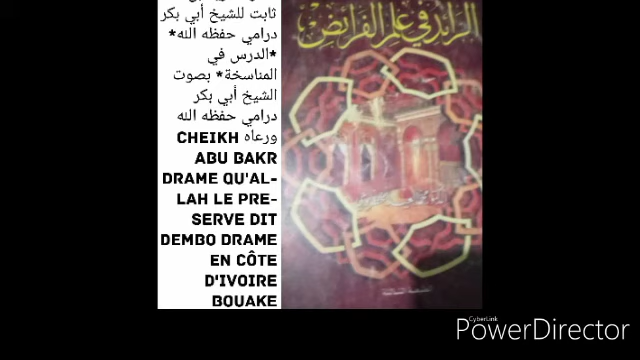 ثابت للشيخ أبي بكر
درامي حفظه الله*
*الدرس في
المناسخة* بصوت
الشيخ أبي بكر
درامي حفظه الله
ورعاه CHEIKH
ABU BAKR
DRAME QU'AL-
LAH LE PRE-
SERVE DIT
DEMBO DRAME
EN CÔTE
D'IVOIRE
BOUAKE
الرائد في علم الفرائض
CyberLink
PowerDirector